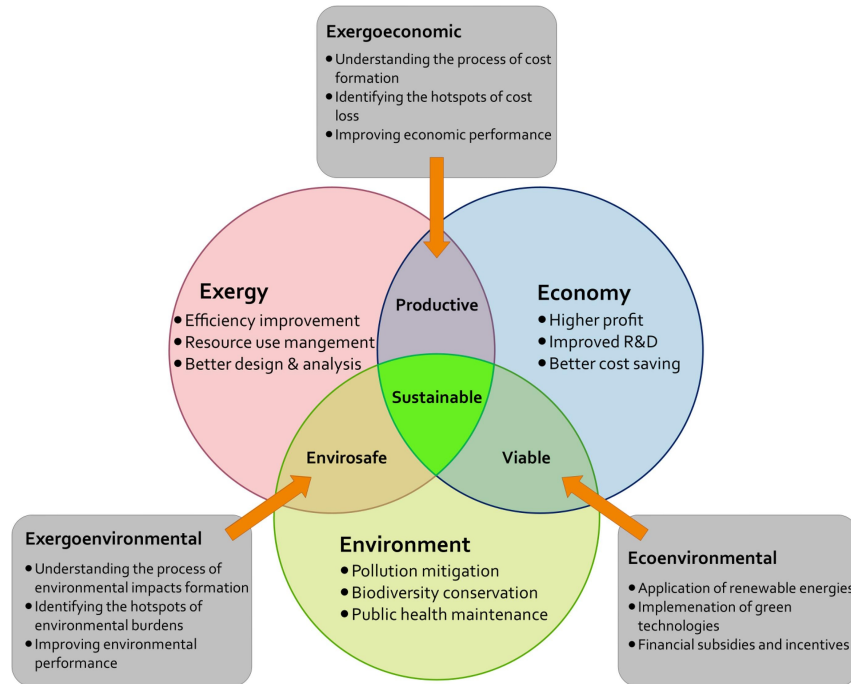 Exergoeconomic
● Understanding the process of cost
formation
● Identifying the hotspots of cost
loss
● Improving economic performance
Exergy
● Efficiency improvement
● Resource use mangement
● Better design & analysis
Productive
Economy
● Higher profit
● Improved R&D
● Better cost saving
Sustainable
Envirosafe
Viable
Exergoenvironmental
● Understanding the process of
environmental impacts formation
● Identifying the hotspots of
environmental burdens
● Improving environmental
performance
Environment
● Pollution mitigation
● Biodiversity conservation
● Public health maintenance
Ecoenvironmental
● Application of renewable energies
● Implemenation of green
technologies
● Financial subsidies and incentives